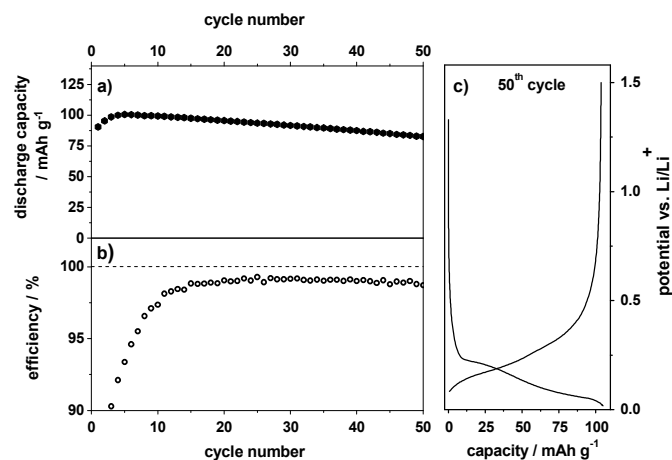 cycle number
0 10 20 30 40 50
a)
125
100
75
50
25
0
discharge capacity
/ mAh g-1
b)
100
95
90
efficiency / %
0 10 20 30 40 50
cycle number
c) 50th cycle
1.5
1.0
0.5
0.0
potential vs. Li/Li+
0 25 50 75 100
capacity / mAh g-1